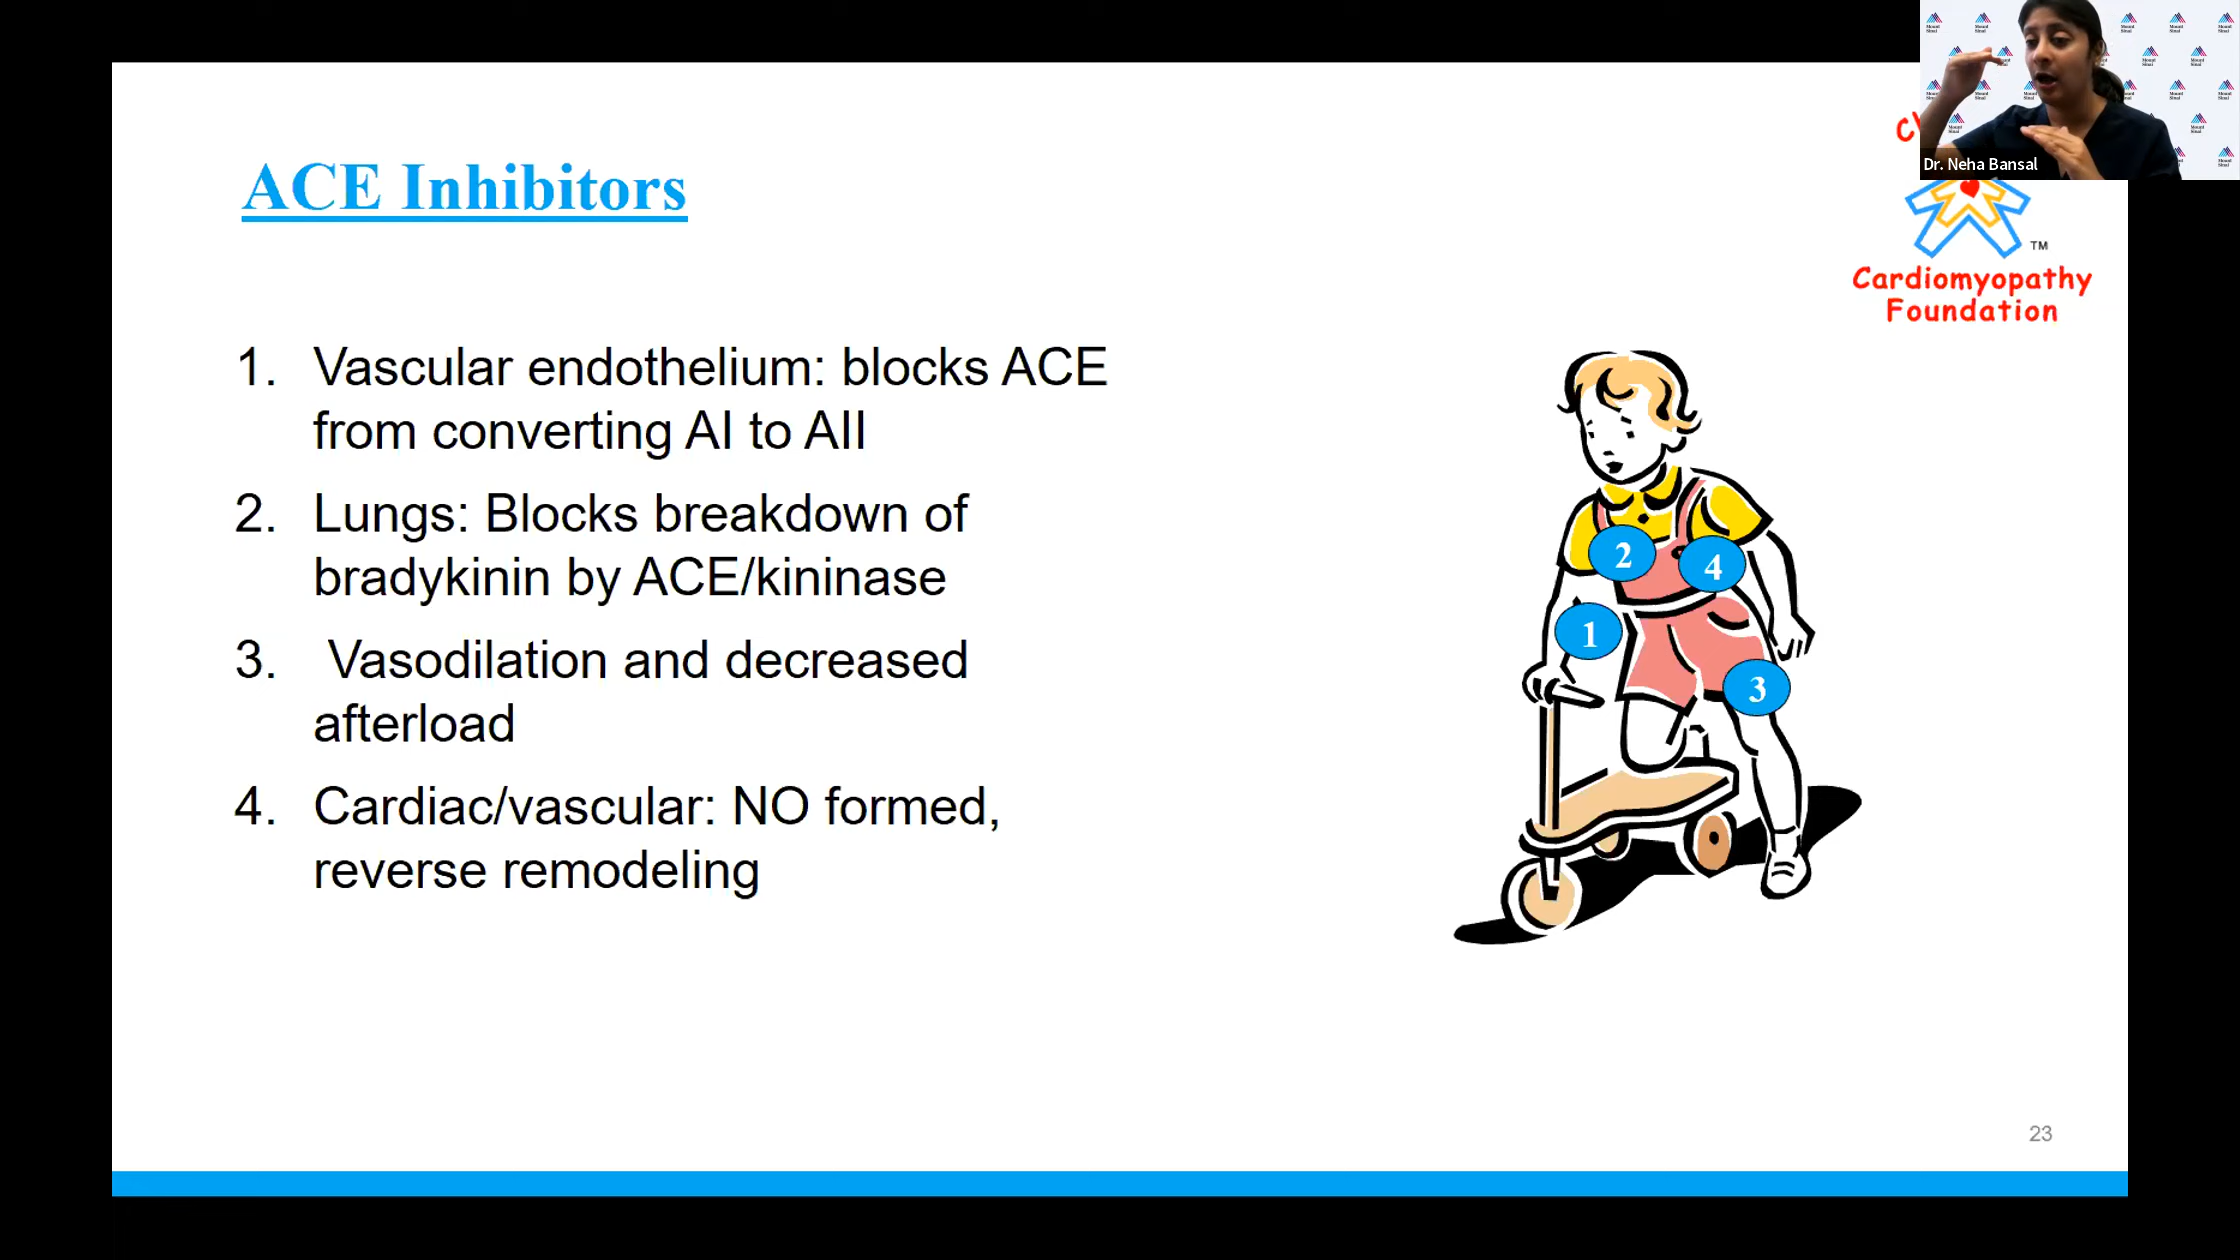 ACE Inhibitors
1. Vascular endothelium: blocks ACE
from converting AI to AII
2. Lungs: Blocks breakdown of
bradykinin by ACE/kininase
3. Vasodilation and decreased
afterload
4. Cardiac/vascular: NO formed,
reverse remodeling
Dr. Neha Bansal
TM
Cardiomyopathy
Foundation
2
4
1
3
23